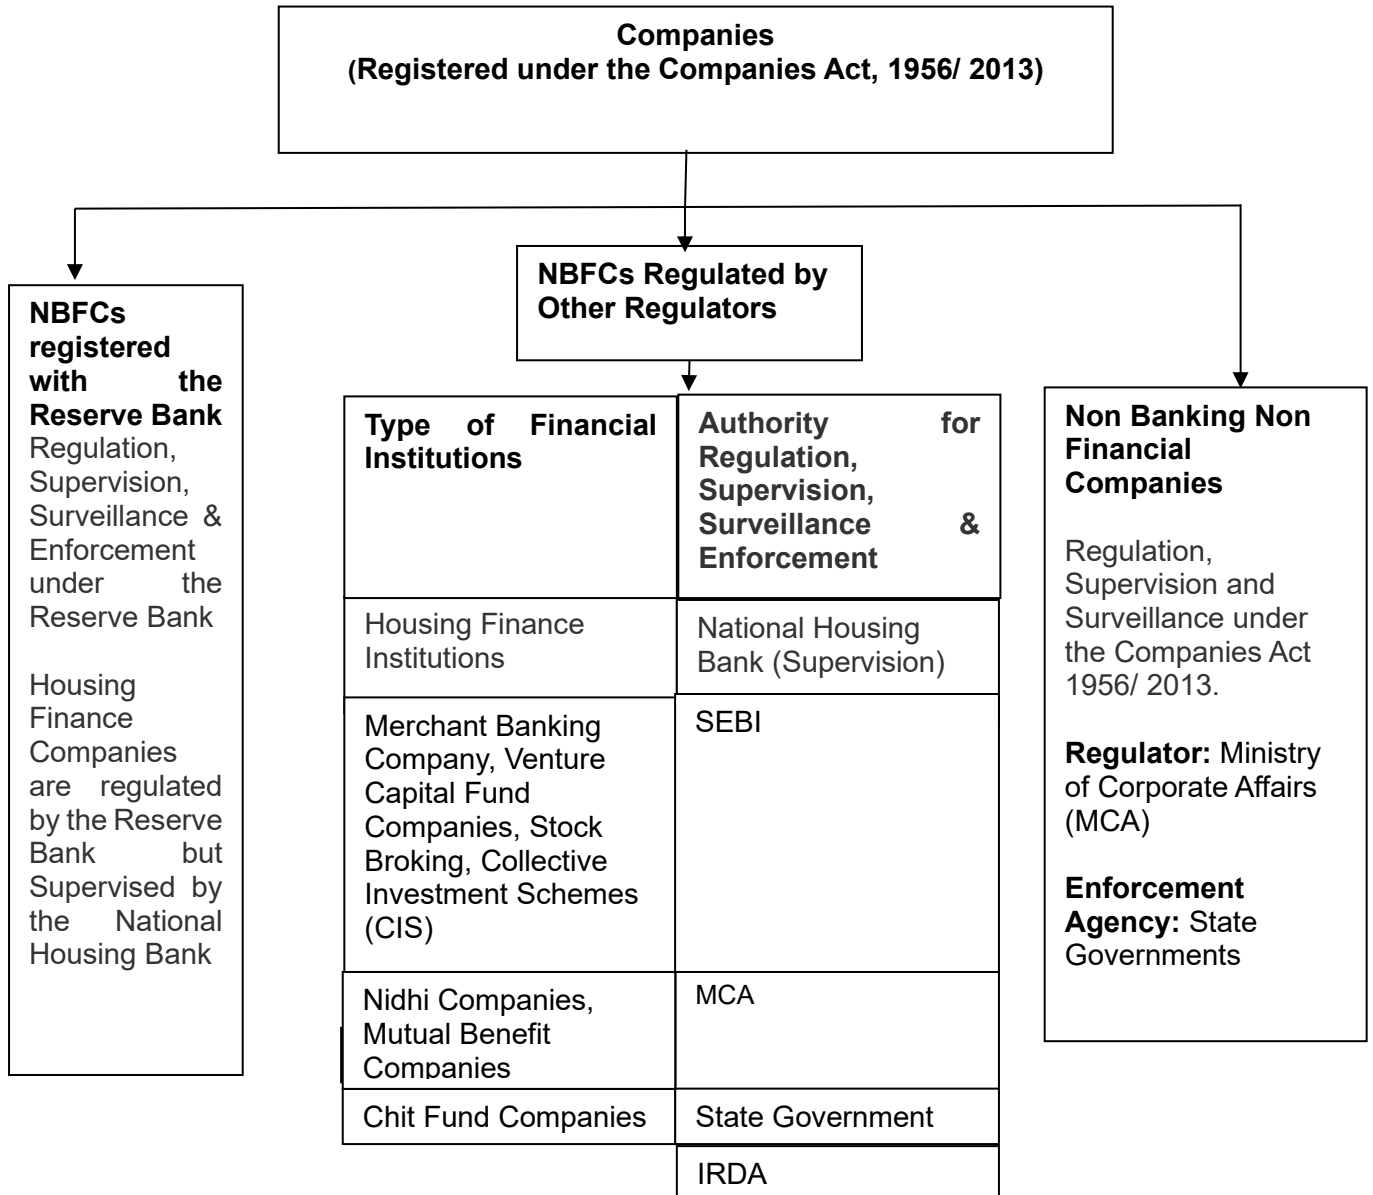 Companies
(Registered under the Companies Act, 1956/ 2013)
NBFCs
registered
with the
Reserve Bank
Regulation,
Supervision,
Surveillance &
Enforcement
under the
Reserve Bank
Housing
Finance
Companies
are regulated
by the Reserve
Bank but
Supervised by
the National
Housing Bank
NBFCs Regulated by
Other Regulators
Type of Financial
Institutions
Authority for
Regulation,
Supervision,
Surveillance &
Enforcement
Housing Finance
Institutions
National Housing
Bank (Supervision)
Merchant Banking
Company, Venture
Capital Fund
Companies, Stock
Broking, Collective
Investment Schemes
(CIS)
SEBI
Nidhi Companies,
Mutual Benefit
Companies
MCA
Chit Fund Companies
State Government
IRDA
Non Banking Non
Financial
Companies
Regulation,
Supervision and
Surveillance under
the Companies Act
1956/ 2013.
Regulator: Ministry
of Corporate Affairs
(MCA)
Enforcement
Agency: State
Governments